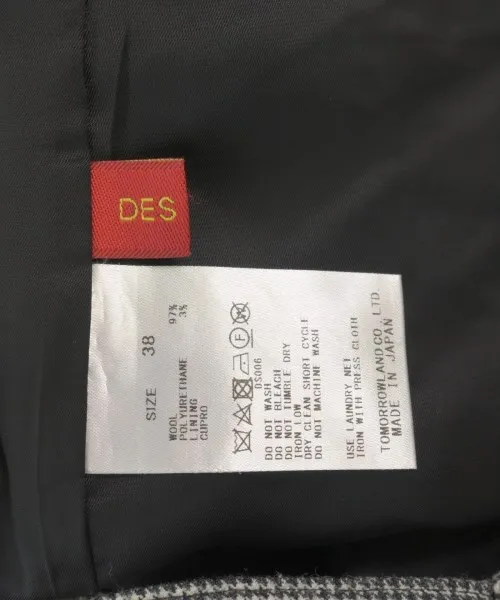 DES
SIZE 38
WOOL 97%
POLYURETHANE 3%
LINING
CUPRO
DS006
DO NOT WASH
DO NOT BLEACH
DO NOT TUMBLE DRY
IRON LOW
DRY CLEAN SHORT CYCLE
DO NOT MACHINE WASH
USE LAUNDRY NET
IRON WITH PRESS CLOTH
TOMORROWLAND CO., LTD.
MADE IN JAPAN